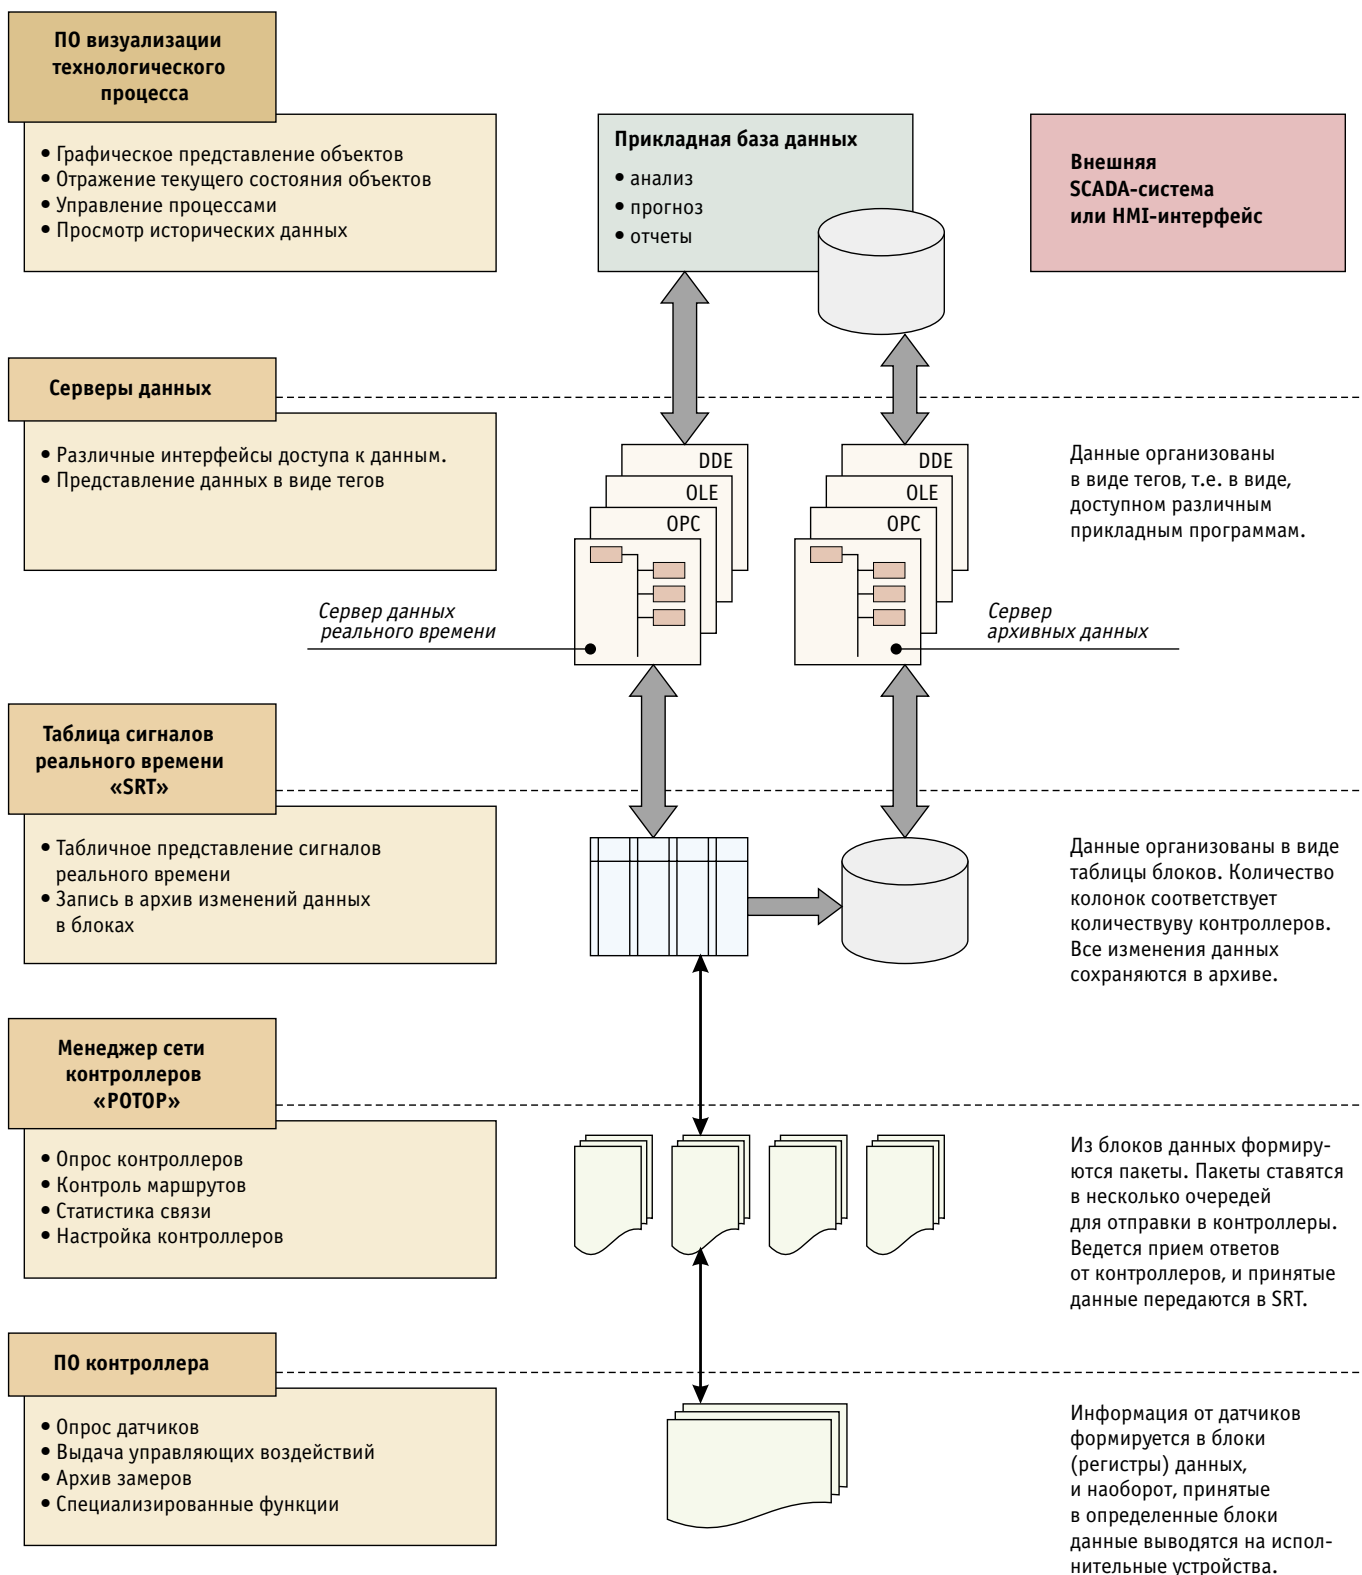 ПО визуализации
технологического
процесса
• Графическое представление объектов
• Отражение текущего состояния объектов
• Управление процессами
• Просмотр исторических данных
Прикладная база данных
• анализ
• прогноз
• отчеты
Внешняя
SCADA-система
или HMI-интерфейс
Серверы данных
• Различные интерфейсы доступа к данным.
• Представление данных в виде тегов
DDE
OLE
OPC
DDE
OLE
OPC
Данные организованы
в виде тегов, т.е. в виде,
доступном различным
прикладным программам.
Сервер данных
реального времени
Сервер
архивных данных
Таблица сигналов
реального времени
«SRT»
• Табличное представление сигналов
реального времени
• Запись в архив изменений данных
в блоках
Данные организованы в виде
таблицы блоков. Количество
колонок соответствует
количествуву контроллеров.
Все изменения данных
сохраняются в архиве.
Менеджер сети
контроллеров
«РОТОР»
• Опрос контроллеров
• Контроль маршрутов
• Статистика связи
• Настройка контроллеров
Из блоков данных формиру-
ются пакеты. Пакеты ставятся
в несколько очередей
для отправки в контроллеры.
Ведется прием ответов
от контроллеров, и принятые
данные передаются в SRT.
ПО контроллера
• Опрос датчиков
• Выдача управляющих воздействий
• Архив замеров
• Специализированные функции
Информация от датчиков
формируется в блоки
(регистры) данных,
и наоборот, принятые
в определенные блоки
данные выводятся на испол-
нительные устройства.